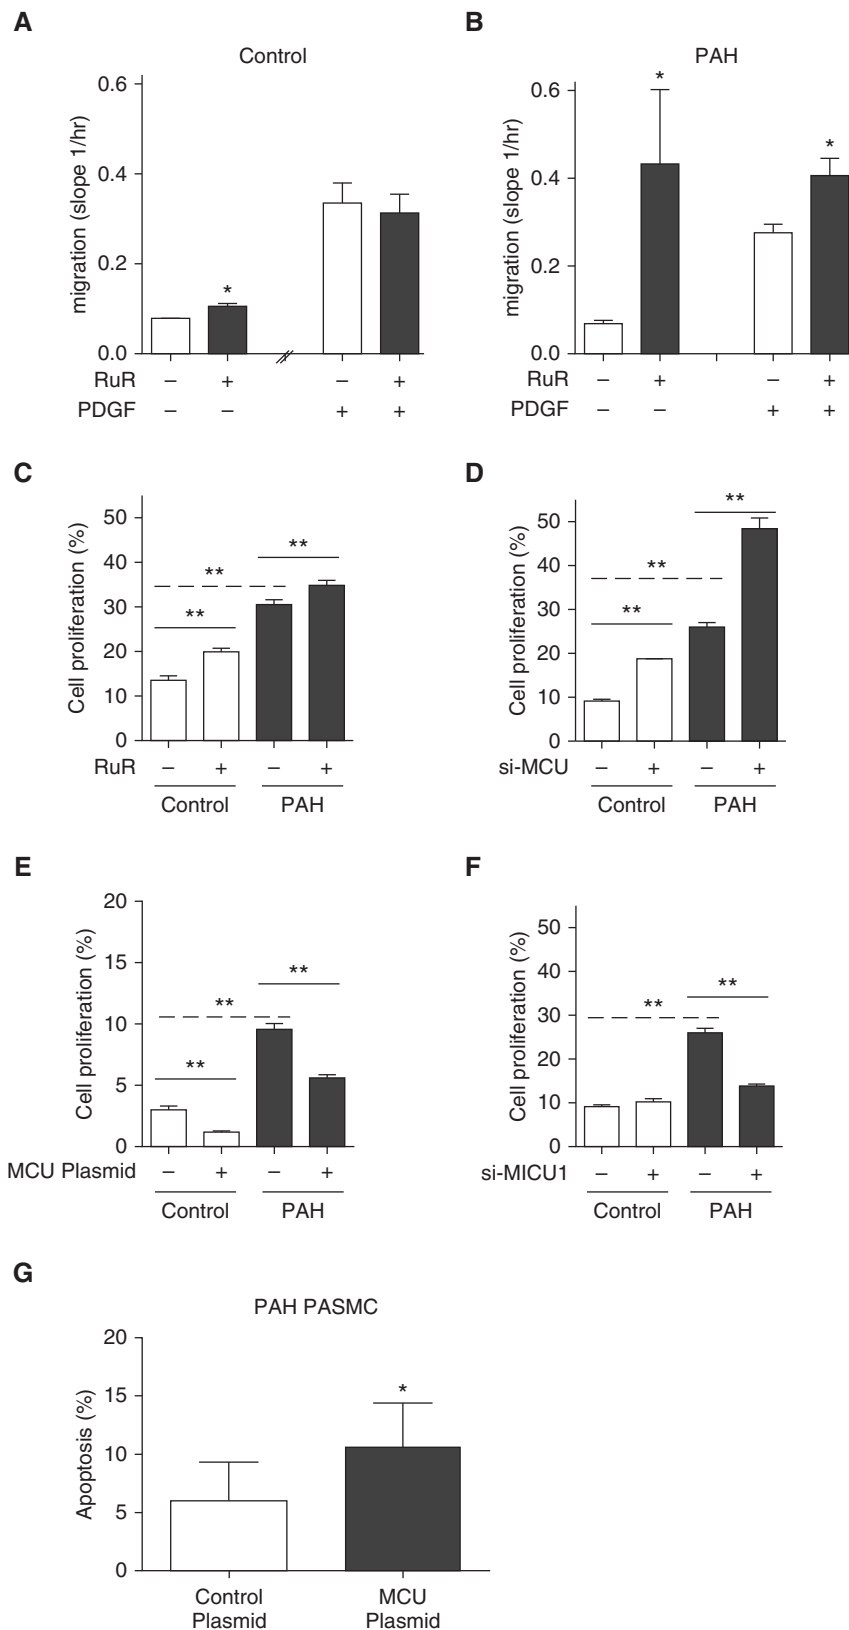 A
B
Control
PAH
migration (slope 1/hr)
0.6
0.4
0.2
0.0
*
RuR – + – +
PDGF – – + +
migration (slope 1/hr)
0.6
0.4
0.2
0.0
*
*
RuR – + – +
PDGF – – + +
C
D
Cell proliferation (%)
50
40
30
20
10
0
**
**
**
RuR – + – +
Control PAH
Cell proliferation (%)
50
40
30
20
10
0
**
**
**
si-MCU – + – +
Control PAH
E
F
Cell proliferation (%)
20
15
10
5
0
**
**
**
MCU Plasmid – + – +
Control PAH
Cell proliferation (%)
50
40
30
20
10
0
**
**
si-MICU1 – + – +
Control PAH
G
PAH PASMC
Apoptosis (%)
20
15
10
5
0
*
Control
Plasmid
MCU
Plasmid